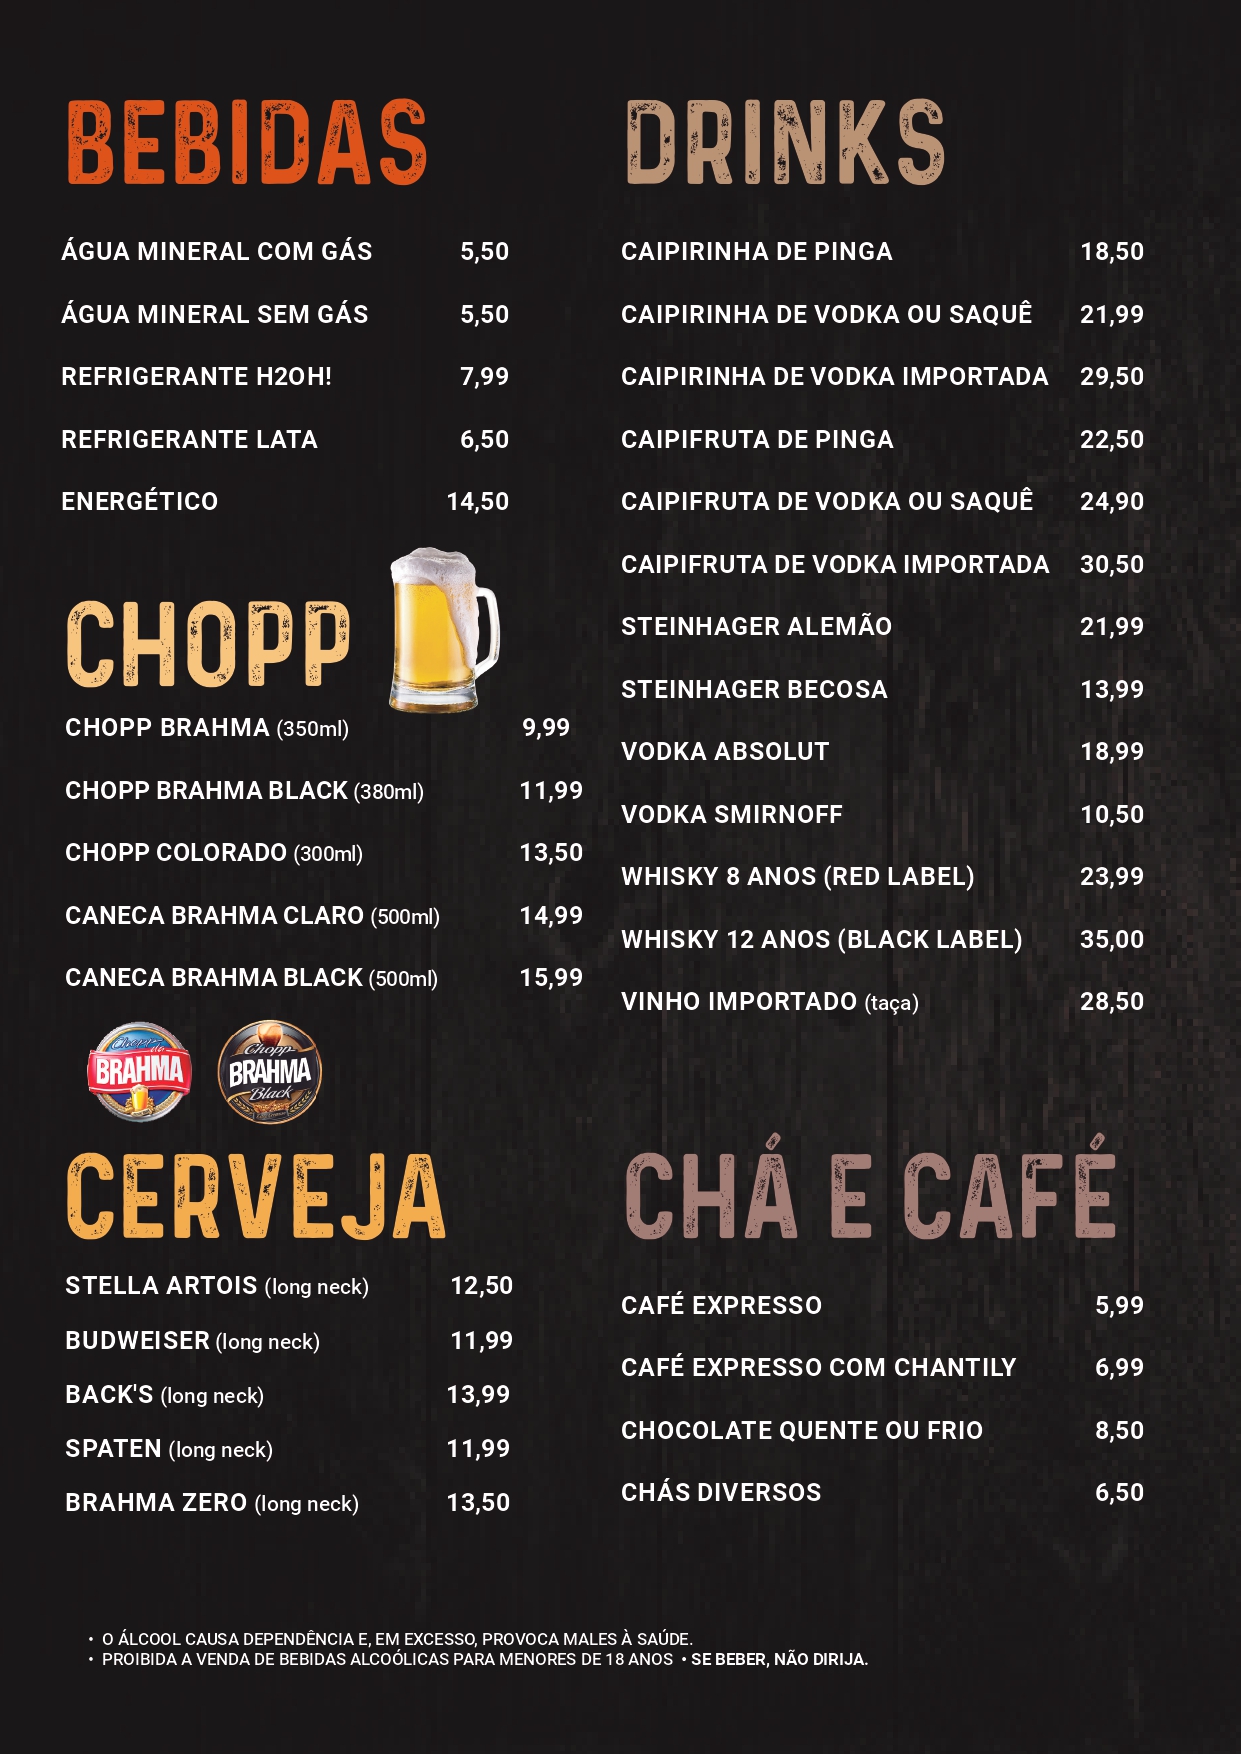 BEBIDAS
ÁGUA MINERAL COM GÁS 5,50
ÁGUA MINERAL SEM GÁS 5,50
REFRIGERANTE H2OH! 7,99
REFRIGERANTE LATA 6,50
ENERGÉTICO 14,50
CHOPP
CHOPP BRAHMA (350ml) 9,99
CHOPP BRAHMA BLACK (380ml) 11,99
CHOPP COLORADO (300ml) 13,50
CANECA BRAHMA CLARO (500ml) 14,99
CANECA BRAHMA BLACK (500ml) 15,99
Chopp da
BRAHMA
Chopp
BRAHMA
Black
CERVEJA
STELLA ARTOIS (long neck) 12,50
BUDWEISER (long neck) 11,99
BACK'S (long neck) 13,99
SPATEN (long neck) 11,99
BRAHMA ZERO (long neck) 13,50
DRINKS
CAIPIRINHA DE PINGA 18,50
CAIPIRINHA DE VODKA OU SAQUÊ 21,99
CAIPIRINHA DE VODKA IMPORTADA 29,50
CAIPIFRUTA DE PINGA 22,50
CAIPIFRUTA DE VODKA OU SAQUÊ 24,90
CAIPIFRUTA DE VODKA IMPORTADA 30,50
STEINHAGER ALEMÃO 21,99
STEINHAGER BECOSA 13,99
VODKA ABSOLUT 18,99
VODKA SMIRNOFF 10,50
WHISKY 8 ANOS (RED LABEL) 23,99
WHISKY 12 ANOS (BLACK LABEL) 35,00
VINHO IMPORTADO (taça) 28,50
CHÁ E CAFÉ
CAFÉ EXPRESSO 5,99
CAFÉ EXPRESSO COM CHANTILY 6,99
CHOCOLATE QUENTE OU FRIO 8,50
CHÁS DIVERSOS 6,50
• O ÁLCOOL CAUSA DEPENDÊNCIA E, EM EXCESSO, PROVOCA MALES À SAÚDE.
• PROIBIDA A VENDA DE BEBIDAS ALCOÓLICAS PARA MENORES DE 18 ANOS • SE BEBER, NÃO DIRIJA.